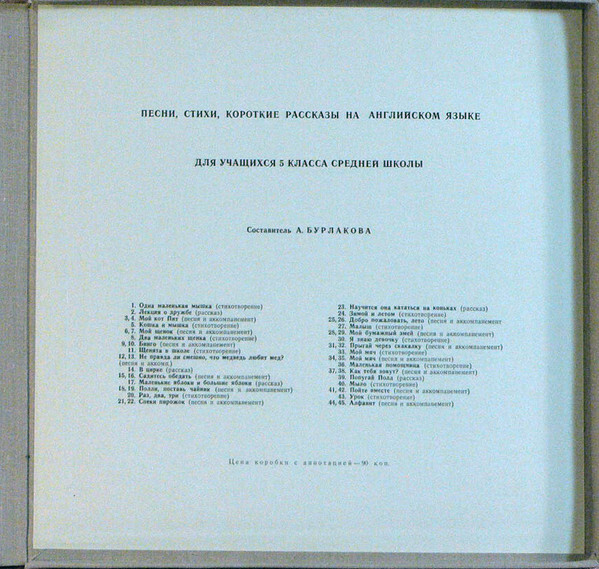 ПЕСНИ, СТИХИ, КОРОТКИЕ РАССКАЗЫ НА АНГЛИЙСКОМ ЯЗЫКЕ
ДЛЯ УЧАЩИХСЯ 5 КЛАССА СРЕДНЕЙ ШКОЛЫ
Составитель А. БУРЛАКОВА
1. Одна маленькая мышка (стихотворение)
2. Лекция о дружбе (рассказ)
3, 4. Мой кот Пит (песня и аккомпанемент)
5. Кошка и мышка (стихотворение)
6, 7. Мой щенок (песня и аккомпанемент)
8. Два маленьких щенка (стихотворение)
9, 10. Бинго (песня и аккомпанемент)
11. Щенята в школе (стихотворение)
12, 13. Не правда ли смешно, что медведь любит мед?
(песня и аккомп.)
14. В цирке (рассказ)
15, 16. Садитесь обедать (песня и аккомпанемент)
17. Маленькие яблоки и большие яблоки (рассказ)
18, 19. Полли, поставь чайник (песня и аккомпанемент)
20. Раз, два, три (стихотворение)
21, 22. Спеки пирожок (песня и аккомпанемент)
23. Научится она кататься на коньках (рассказ)
24. Зимой и летом (стихотворение)
25, 26. Добро пожаловать, лето (песня и аккомпанемент
27. Малыш (стихотворение)
28, 29. Мой бумажный змей (песня и аккомпанемент)
30. Я знаю девочку (стихотворение)
31, 32. Прыгай через скакалку (песня и аккомпанемент)
33. Мой мяч (стихотворение)
34, 35. Мой мяч (песня и аккомпанемент)
36. Маленькая помощница (стихотворение)
37, 38. Как тебя зовут? (песня и аккомпанемент)
39. Попугай Пола (рассказ)
40. Мыло (стихотворение)
41, 42. Пойте вместе (песня и аккомпанемент)
43. Урок (стихотворение)
44, 45. Алфавит (песня и аккомпанемент)
Цена коробки с аннотацией — 90 коп.